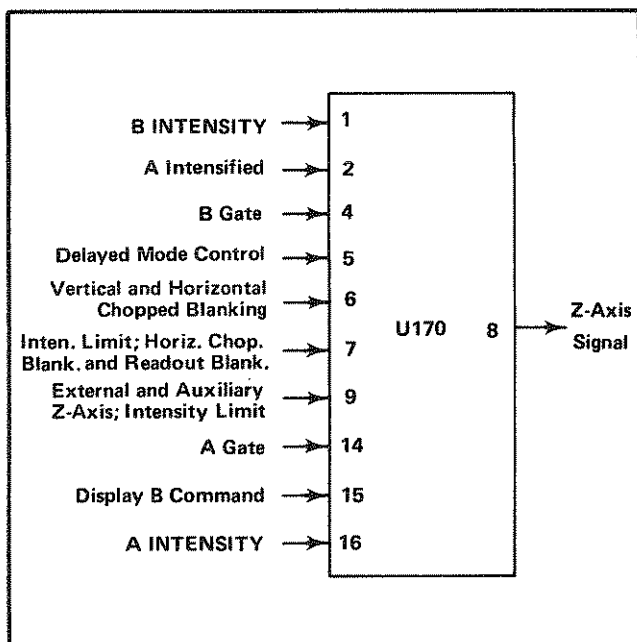 B INTENSITY 1
A Intensified 2
B Gate 4
Delayed Mode Control 5
Vertical and Horizontal
Chopped Blanking 6
Inten. Limit; Horiz. Chop.
Blank. and Readout Blank. 7
External and Auxiliary
Z-Axis; Intensity Limit 9
A Gate 14
Display B Command 15
A INTENSITY 16
U170 8
Z-Axis
Signal